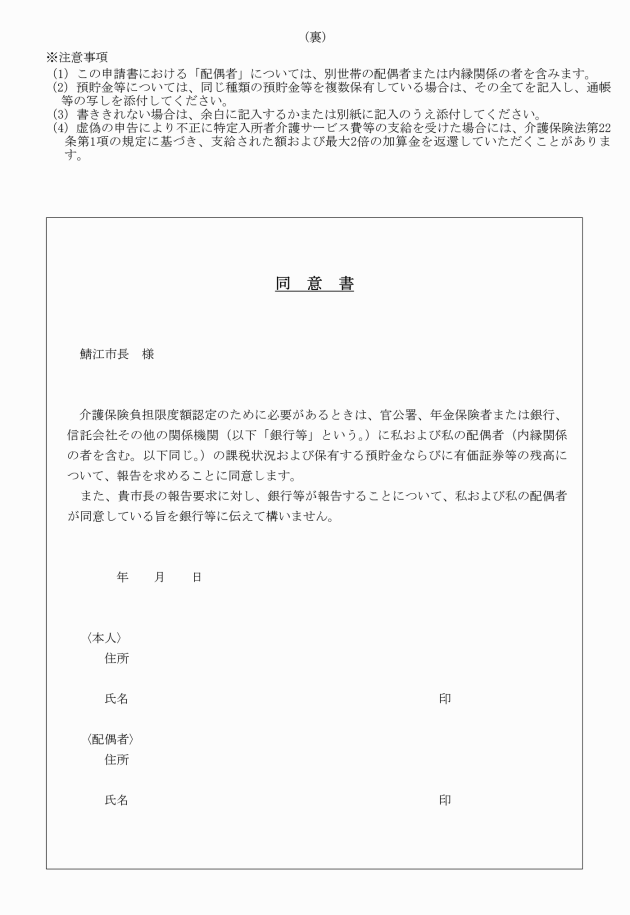 （裏）
※注意事項
（1）この申請書における「配偶者」については、別世帯の配偶者または内縁関係の者を含みます。
（2）預貯金等については、同じ種類の預貯金等を複数保有している場合は、その全てを記入し、通帳
等の写しを添付してください。
（3）書ききれない場合は、余白に記入するかまたは別紙に記入のうえ添付してください。
（4）虚偽の申告により不正に特定入所者介護サービス費等の支給を受けた場合には、介護保険法第22
条第1項の規定に基づき、支給された額および最大2倍の加算金を返還していただくことがありま
す。
同　意　書
鯖江市長　様
介護保険負担限度額認定のために必要があるときは、官公署、年金保険者または銀行、
信託会社その他の関係機関（以下「銀行等」という。）に私および私の配偶者（内縁関係
の者を含む。以下同じ。）の課税状況および保有する預貯金ならびに有価証券等の残高に
ついて、報告を求めることに同意します。
また、貴市長の報告要求に対し、銀行等が報告することについて、私および私の配偶者
が同意している旨を銀行等に伝えて構いません。
年　　月　　日
〈本人〉
住所
氏名　　　　　　　　　　印
〈配偶者〉
住所
氏名　　　　　　　　　　印